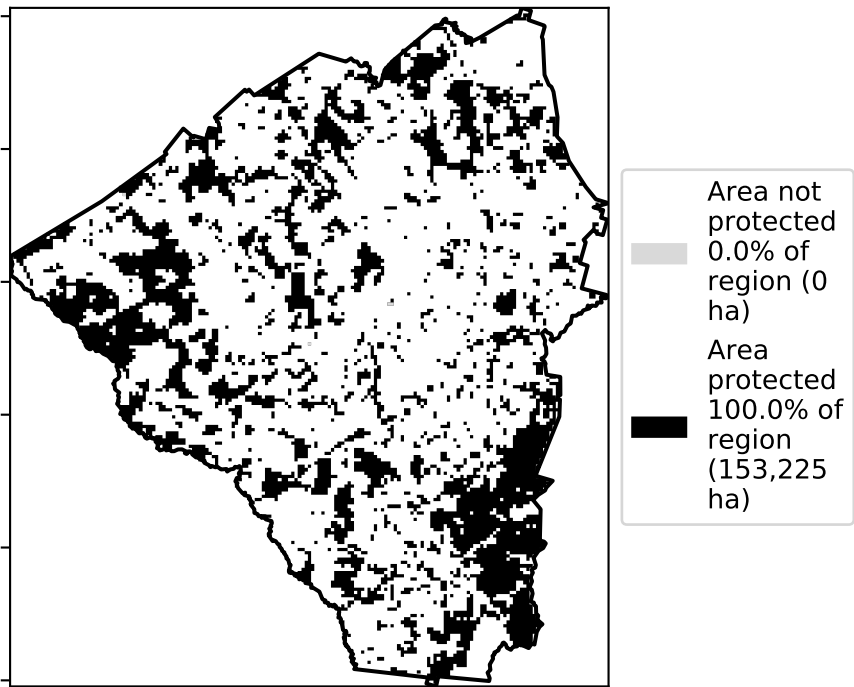 Area not
protected
0.0% of
region (0
ha)
Area
protected
100.0% of
region
(153,225
ha)